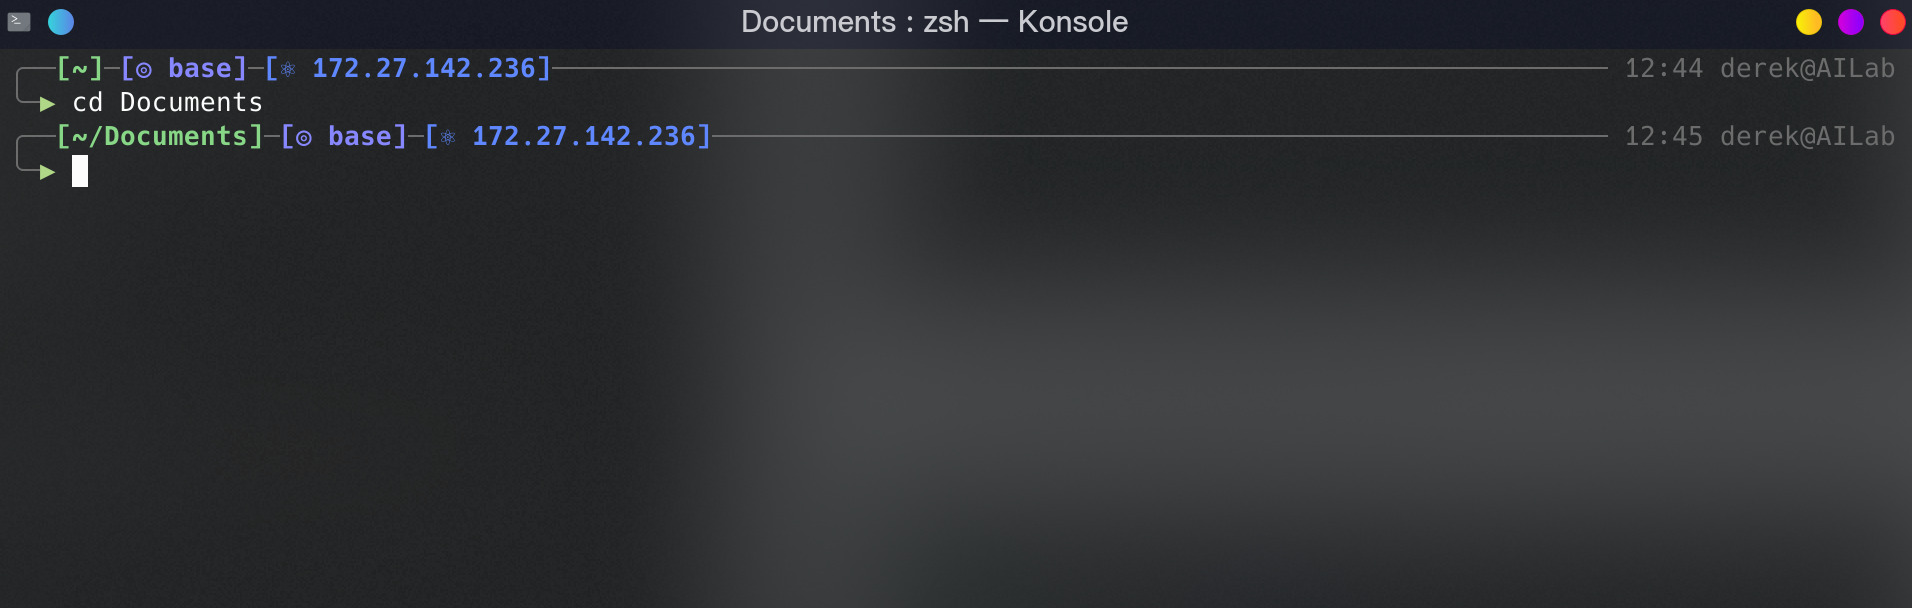 Documents : zsh — Konsole
[~]─[◎ base]─[⚛ 172.27.142.236] 12:44 derek@AILab
▶ cd Documents
[~/Documents]─[◎ base]─[⚛ 172.27.142.236] 12:45 derek@AILab
▶